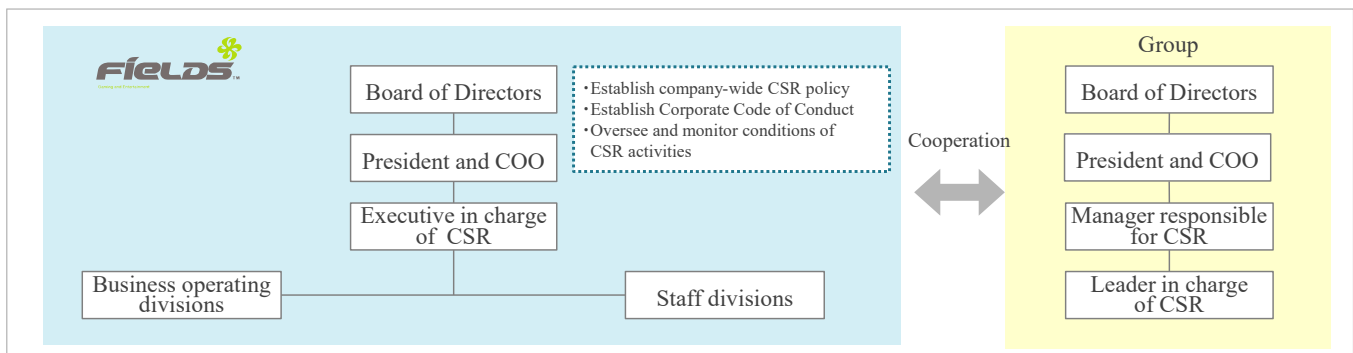 FIELDS
Board of Directors
・Establish company-wide CSR policy
・Establish Corporate Code of Conduct
・Oversee and monitor conditions of
CSR activities
President and COO
Executive in charge
of CSR
Business operating
divisions
Staff divisions
Cooperation
Group
Board of Directors
President and COO
Manager responsible
for CSR
Leader in charge
of CSR